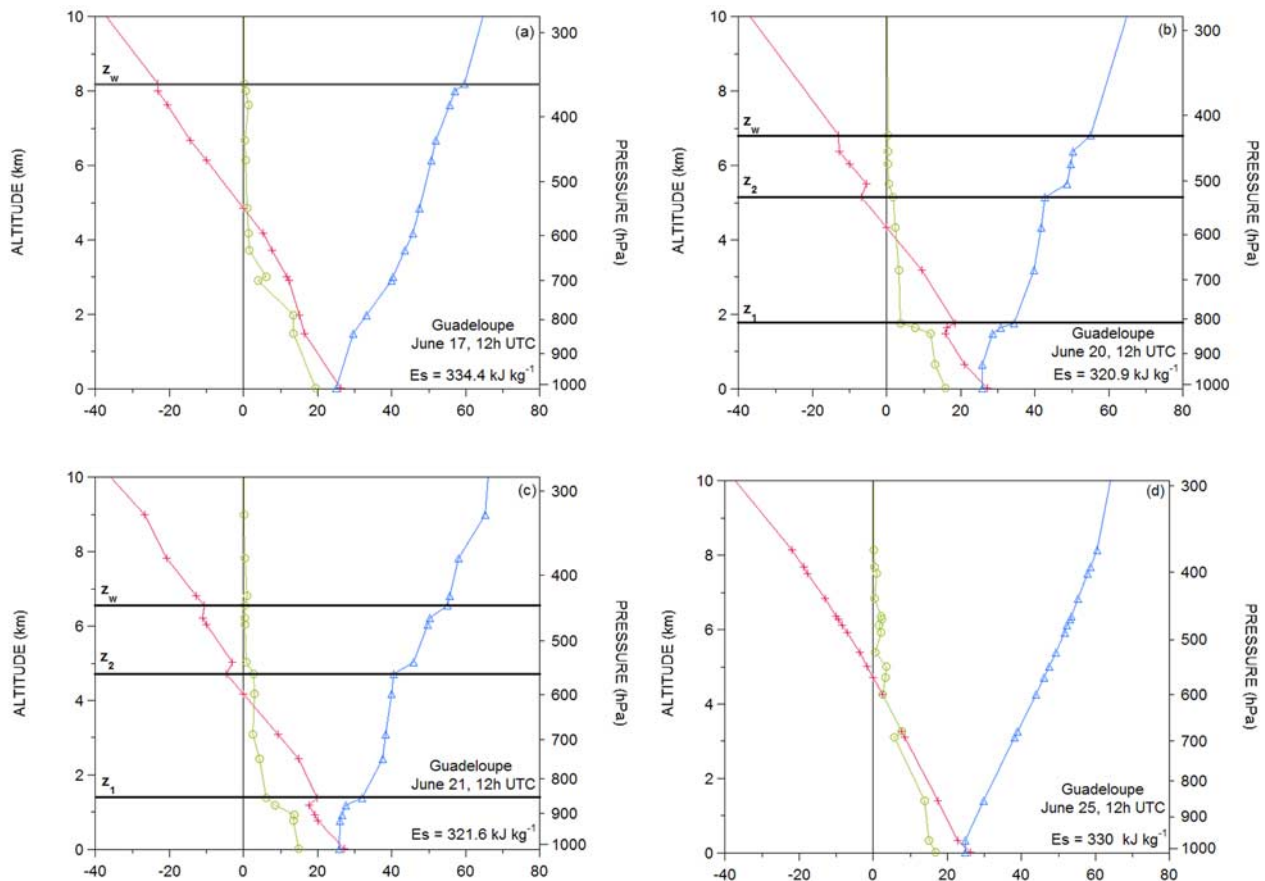 (a)
10
8
6
4
2
0
ALTITUDE (km)
z_w
300
400
500
600
700
800
900
1000
PRESSURE (hPa)
Guadeloupe
June 17, 12h UTC
Es = 334.4 kJ kg⁻¹
-40 -20 0 20 40 60 80
(b)
10
8
6
4
2
0
ALTITUDE (km)
z_w
z_2
z_1
300
400
500
600
700
800
900
1000
PRESSURE (hPa)
Guadeloupe
June 20, 12h UTC
Es = 320.9 kJ kg⁻¹
-40 -20 0 20 40 60 80
(c)
10
8
6
4
2
0
ALTITUDE (km)
z_w
z_2
z_1
300
400
500
600
700
800
900
1000
PRESSURE (hPa)
Guadeloupe
June 21, 12h UTC
Es = 321.6 kJ kg⁻¹
-40 -20 0 20 40 60 80
(d)
10
8
6
4
2
0
ALTITUDE (km)
300
400
500
600
700
800
900
1000
PRESSURE (hPa)
Guadeloupe
June 25, 12h UTC
Es = 330 kJ kg⁻¹
-40 -20 0 20 40 60 80